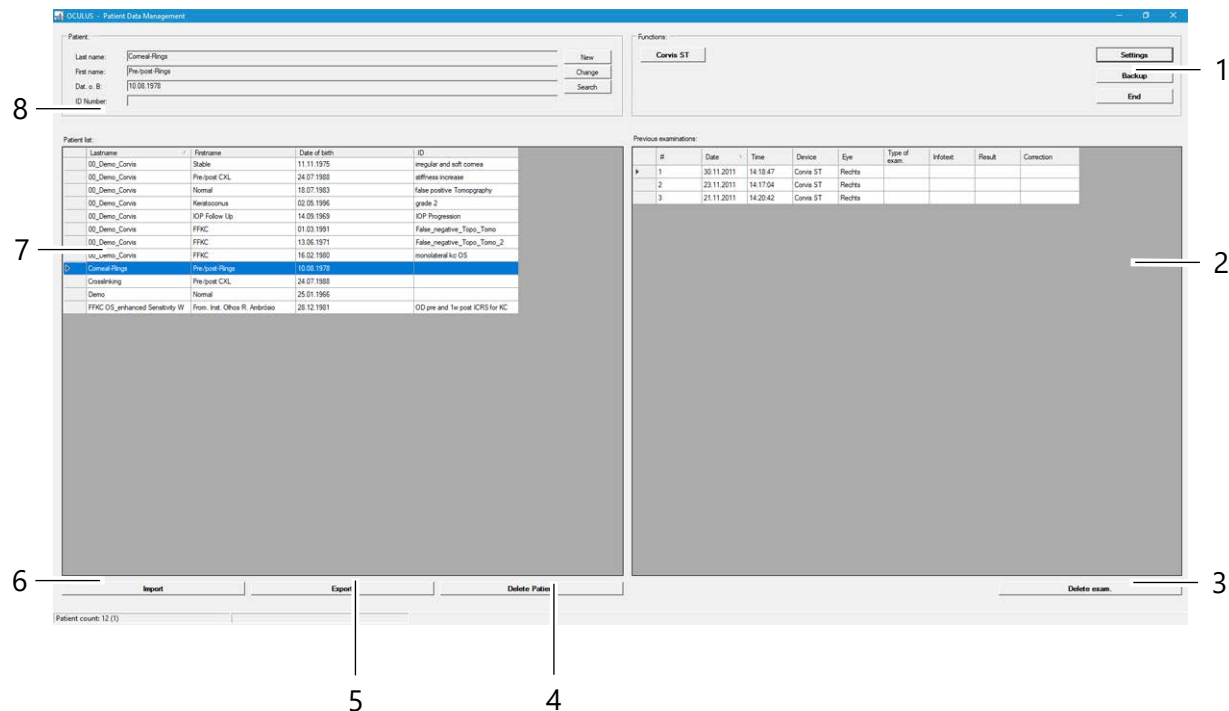 OCULUS - Patient Data Management
Patient:
Last name: Corneal-Rings New
First name: Pre/post-Rings Change
Dat. o. B: 10.08.1978 Search
ID Number:
Functions:
Corvis ST Settings
Backup
End
1
8
Patient list:
Lastname Firstname Date of birth ID
00_Demo_Corvis Stable 11.11.1975 irregular and soft cornea
00_Demo_Corvis Pre/post CXL 24.07.1988 stiffness increase
00_Demo_Corvis Normal 18.07.1983 false positive Tomopgraphy
00_Demo_Corvis Keratoconus 02.05.1996 grade 2
00_Demo_Corvis IOP Follow Up 14.09.1969 IOP Progression
00_Demo_Corvis FFKC 01.03.1991 False_negative_Topo_Tomo
00_Demo_Corvis FFKC 13.06.1971 False_negative_Topo_Tomo_2
00_Demo_Corvis FFKC 16.02.1980 monolateral kc OS
Corneal-Rings Pre/post-Rings 10.08.1978
Crosslinking Pre/post CXL 24.07.1988
Demo Normal 25.01.1966
FFKC OS_enhanced Sensitivity W From. Inst. Olhos R. Ambrósio 28.12.1981 OD pre and 1w post ICRS for KC
7
Previous examinations:
# Date Time Device Eye Type of exam. Infotext Result Correction
1 30.11.2011 14:18:47 Corvis ST Rechts
2 23.11.2011 14:17:04 Corvis ST Rechts
3 21.11.2011 14:20:42 Corvis ST Rechts
2
6
Import Export Delete Patient
Delete exam.
3
Patient count: 12 (1)
5
4